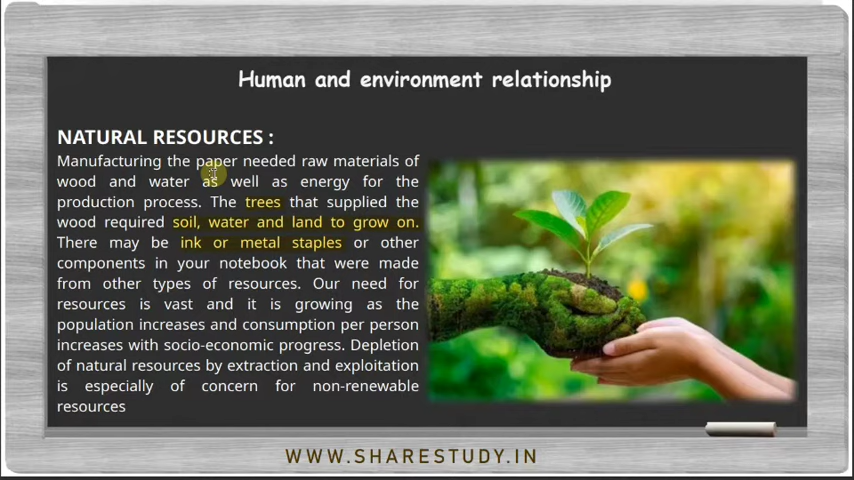 Human and environment relationship
NATURAL RESOURCES :
Manufacturing the paper needed raw materials of
wood and water as well as energy for the
production process. The trees that supplied the
wood required soil, water and land to grow on.
There may be ink or metal staples or other
components in your notebook that were made
from other types of resources. Our need for
resources is vast and it is growing as the
population increases and consumption per person
increases with socio-economic progress. Depletion
of natural resources by extraction and exploitation
is especially of concern for non-renewable
resources
WWW.SHARESTUDY.IN